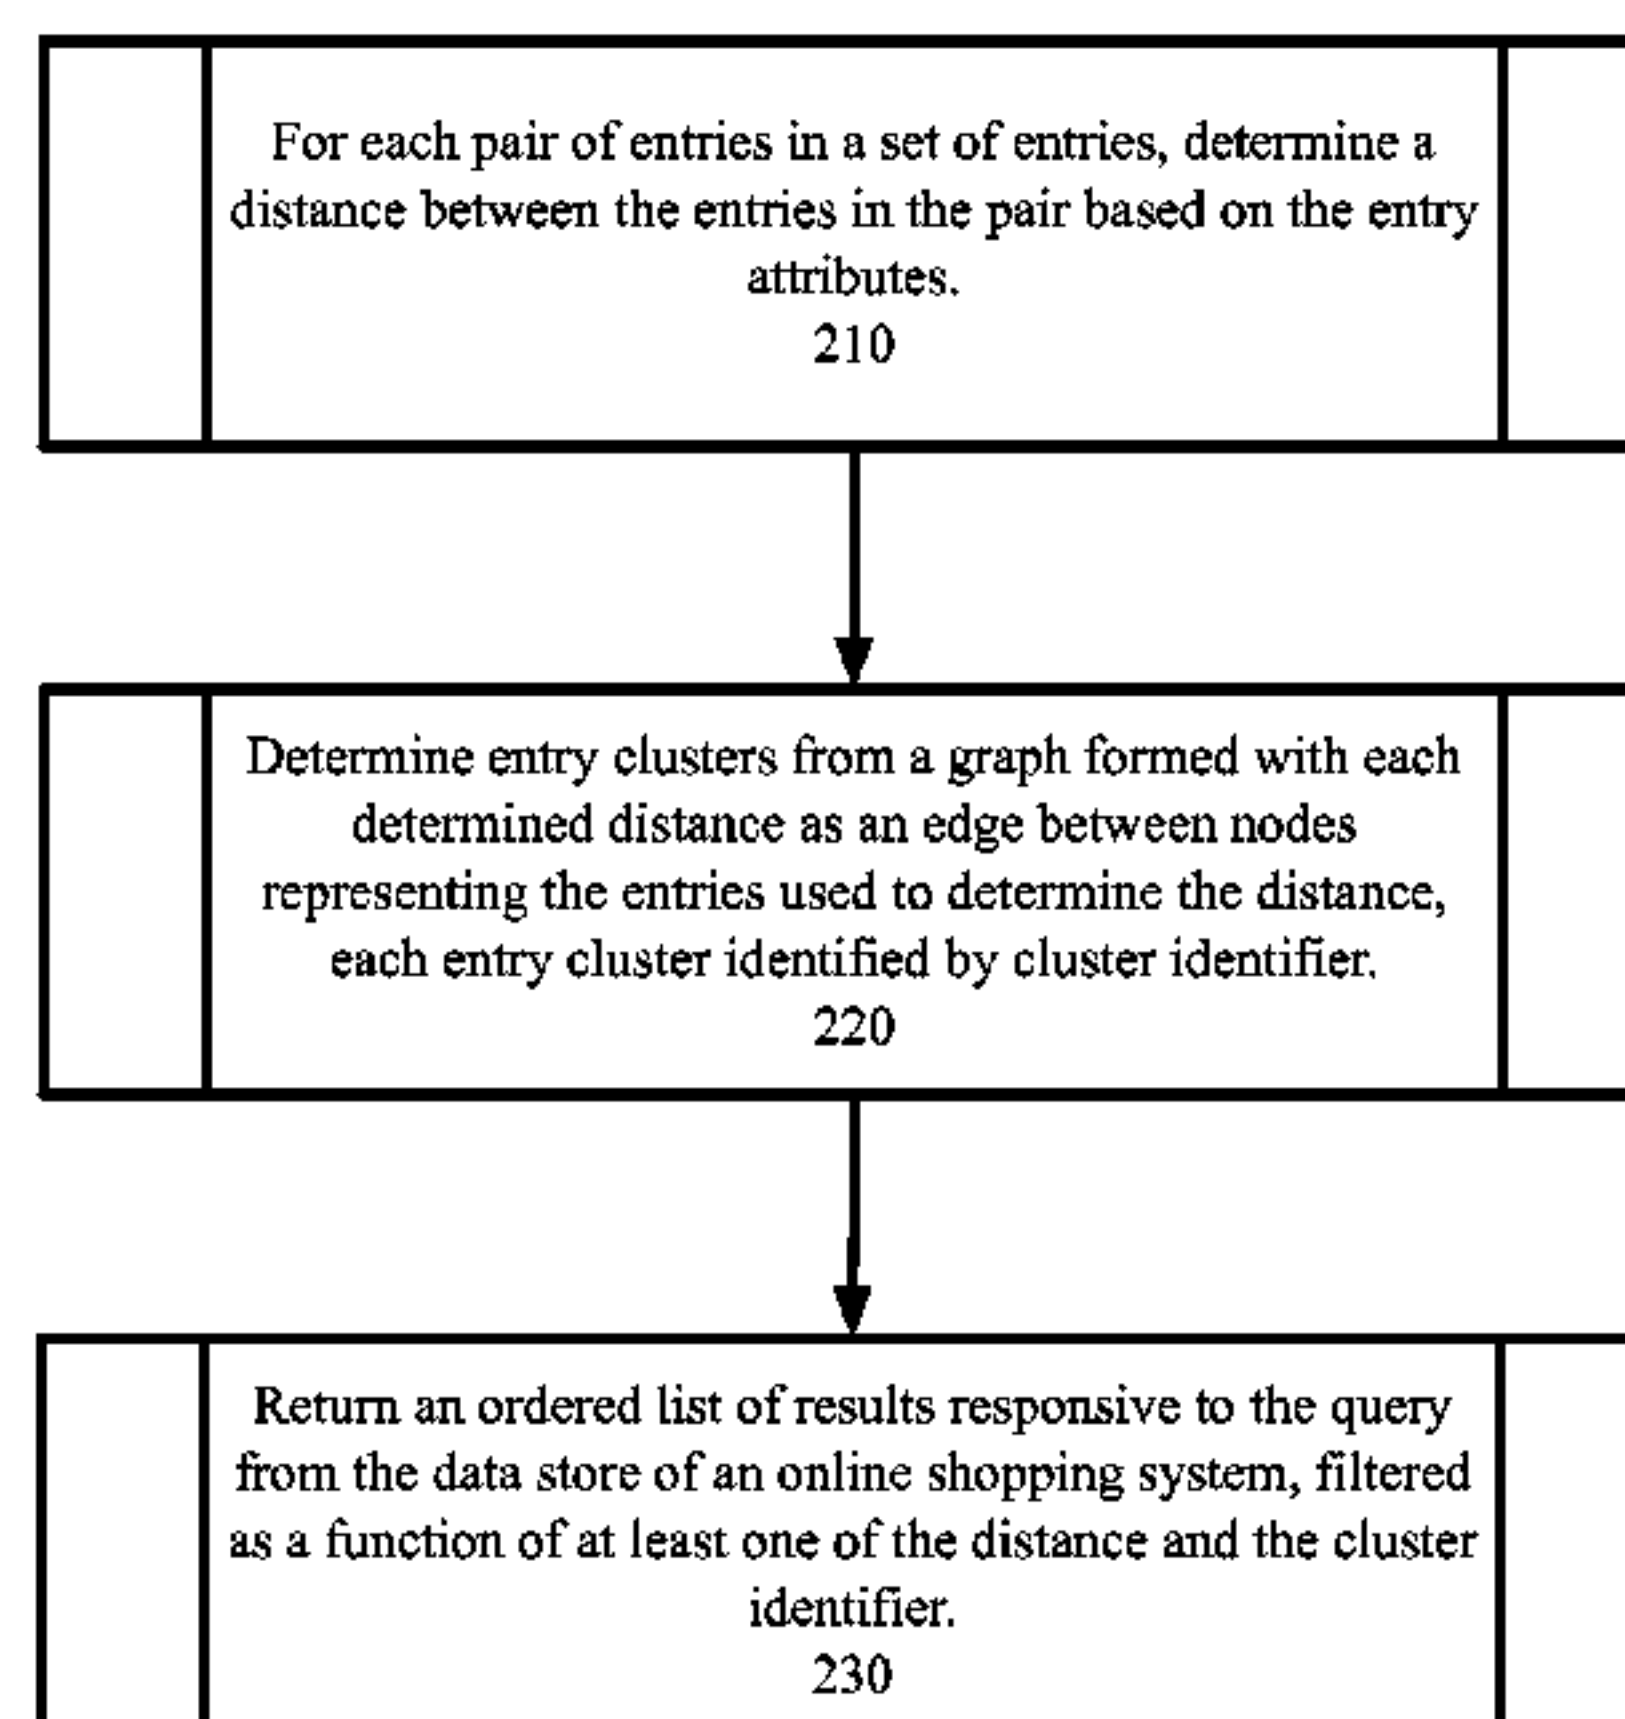 For each pair of entries in a set of entries, determine a
distance between the entries in the pair based on the entry
attributes.
210
Determine entry clusters from a graph formed with each
determined distance as an edge between nodes
representing the entries used to determine the distance,
each entry cluster identified by cluster identifier.
220
Return an ordered list of results responsive to the query
from the data store of an online shopping system, filtered
as a function of at least one of the distance and the cluster
identifier.
230